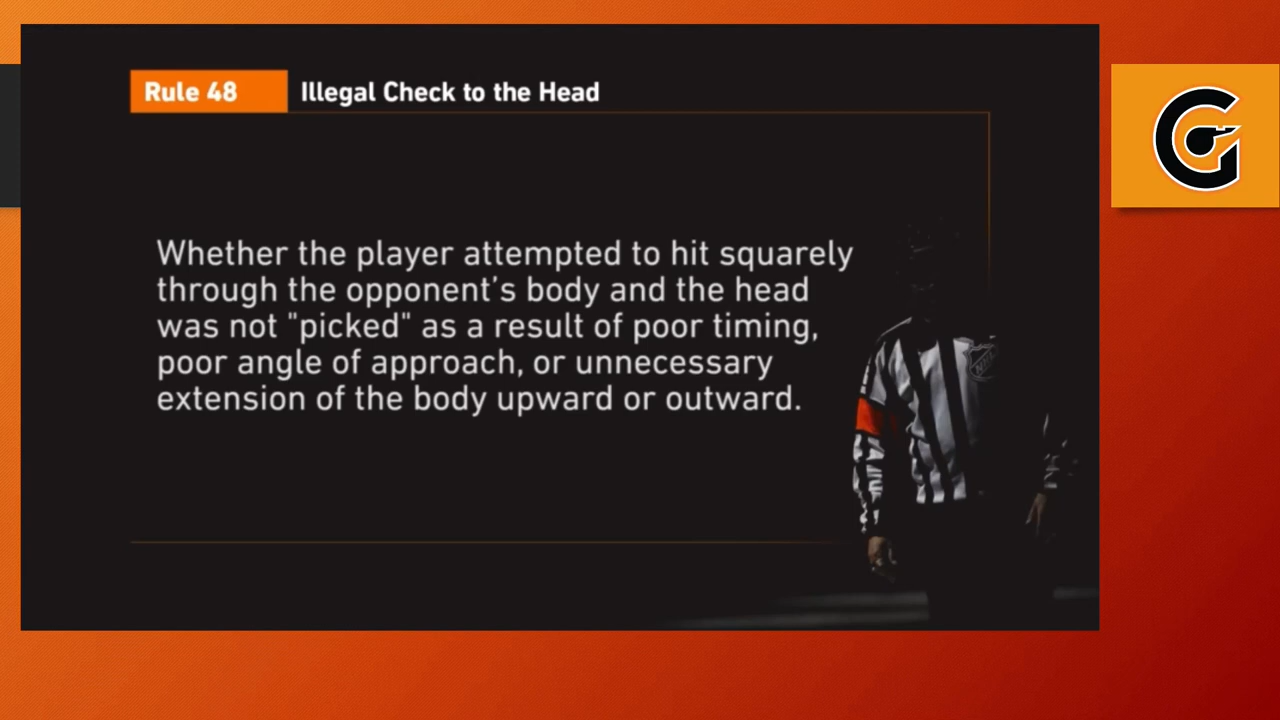 Rule 48 Illegal Check to the Head
Whether the player attempted to hit squarely
through the opponent's body and the head
was not "picked" as a result of poor timing,
poor angle of approach, or unnecessary
extension of the body upward or outward.
NHL
G